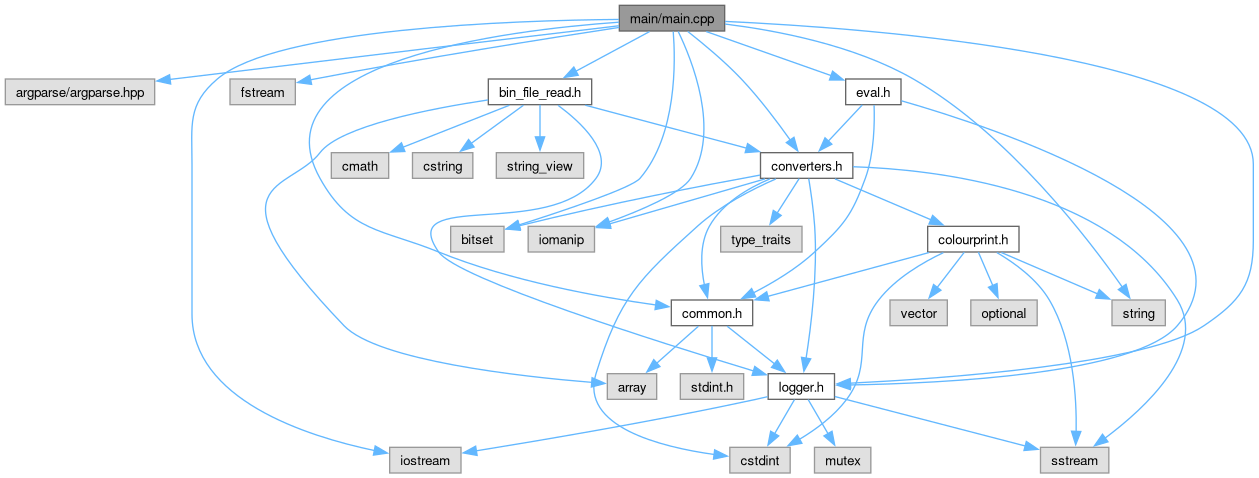 main/main.cpp
argparse/argparse.hpp
fstream
bin_file_read.h
eval.h
cmath
cstring
string_view
converters.h
bitset
iomanip
type_traits
colourprint.h
common.h
vector
optional
string
array
stdint.h
logger.h
iostream
cstdint
mutex
sstream